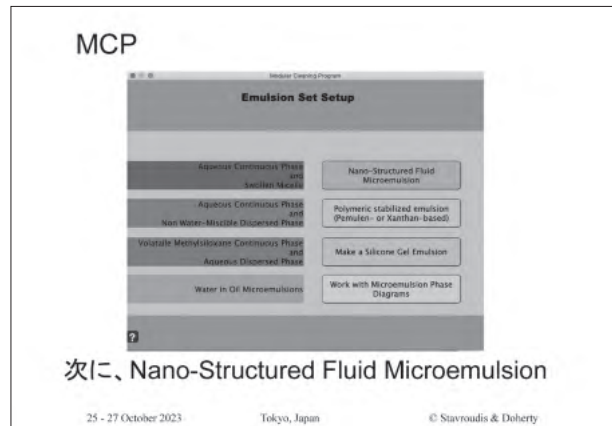 MCP
Modular Cleaning Program
Emulsion Set Setup
Aqueous Continuous Phase
and
Swollen Micelle
Nano-Structured Fluid
Microemulsion
Aqueous Continuous Phase
and
Non Water-Miscible Dispersed Phase
Polymeric stabilized emulsion
(Pemulen- or Xanthan-based)
Volataile Methylsiloxane Continuous Phase
and
Aqueous Dispersed Phase
Make a Silicone Gel Emulsion
Water in Oil Microemulsions
Work with Microemulsion Phase
Diagrams
?
次に、Nano-Structured Fluid Microemulsion
25 - 27 October 2023 Tokyo, Japan © Stavroudis & Doherty